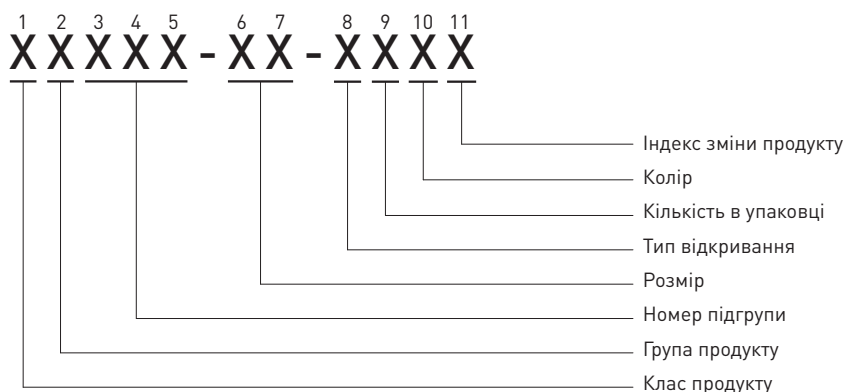 1 2 3 4 5 6 7 8 9 10 11
X X X X X - X X - X X X X
Індекс зміни продукту
Колір
Кількість в упаковці
Тип відкривання
Розмір
Номер підгрупи
Група продукту
Клас продукту